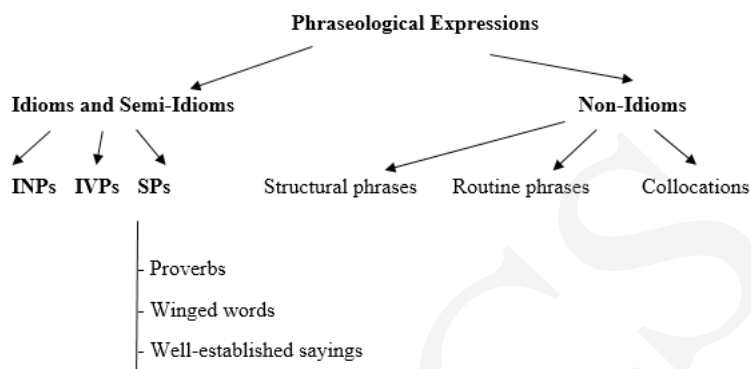 Phraseological Expressions
Idioms and Semi-Idioms Non-Idioms
INPs IVPs SPs Structural phrases Routine phrases Collocations
- Proverbs
- Winged words
- Well-established sayings